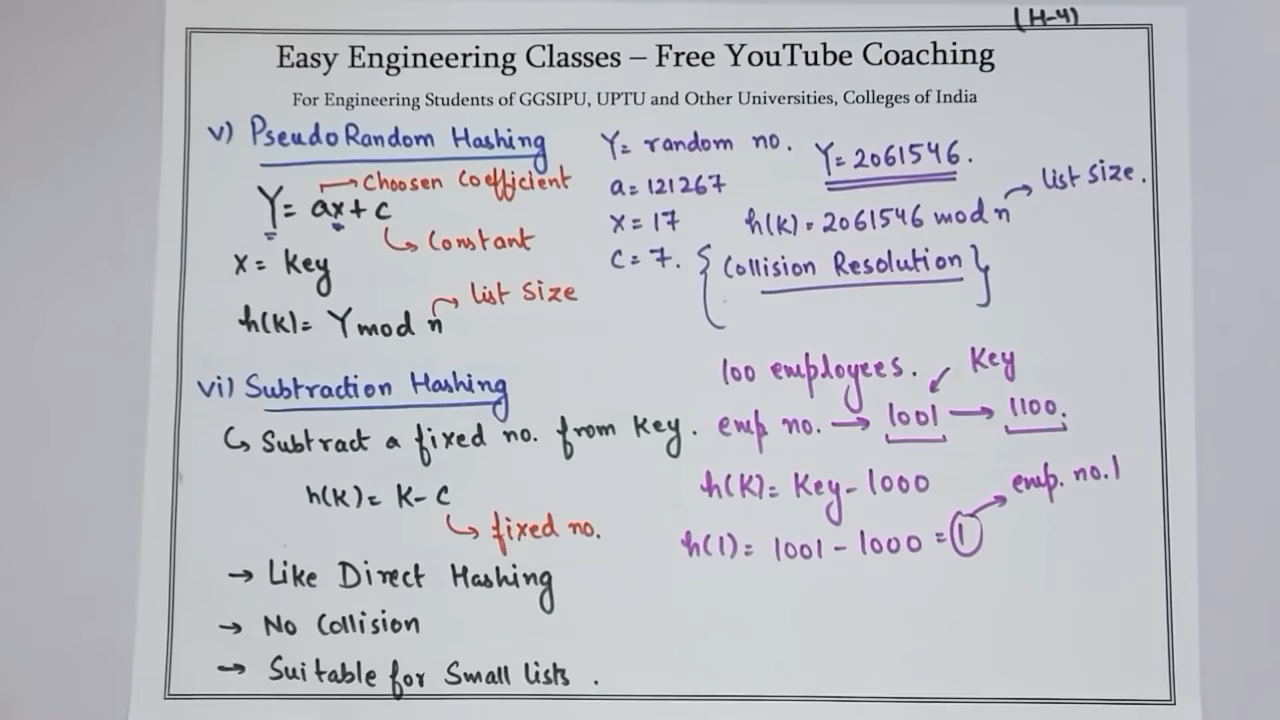 (H-4)
Easy Engineering Classes – Free YouTube Coaching
For Engineering Students of GGSIPU, UPTU and Other Universities, Colleges of India
v) Pseudo Random Hashing
Y = ax + c
Choosen Coefficient
Constant
x = Key
h(K) = Y mod n
list size
Y = random no.
a = 121267
x = 17
c = 7.
Y = 2061546.
h(K) = 2061546 mod n
list size.
{Collision Resolution}
vi) Subtraction Hashing
Subtract a fixed no. from Key.
h(K) = K - C
fixed no.
→ Like Direct Hashing
→ No Collision
→ Suitable for Small lists.
100 employees.
Key
emp no. → 1001 → 1100.
h(K) = Key - 1000
h(1) = 1001 - 1000 = 1
emp. no. 1